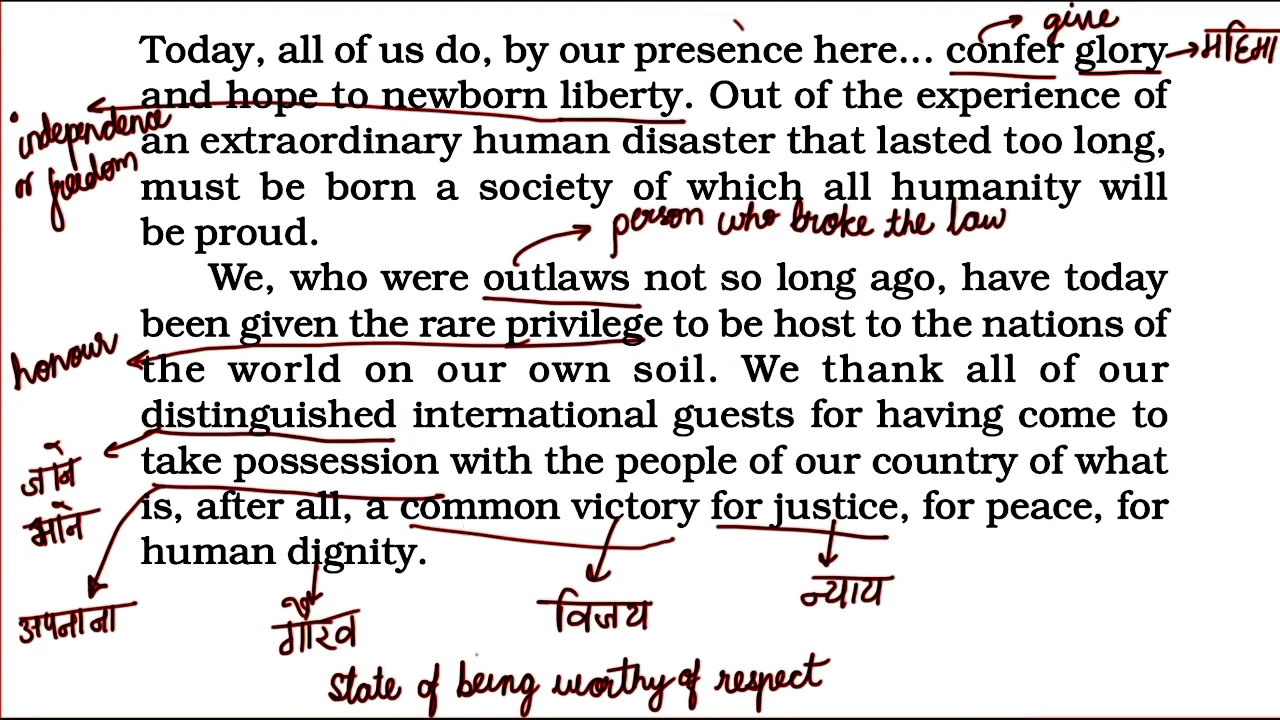 give
Today, all of us do, by our presence here... confer glory → महिमा
and hope to newborn liberty. Out of the experience of
independence
an extraordinary human disaster that lasted too long,
or freedom
must be born a society of which all humanity will
person who broke the law
be proud.
We, who were outlaws not so long ago, have today
been given the rare privilege to be host to the nations of
honour
the world on our own soil. We thank all of our
distinguished international guests for having come to
take possession with the people of our country of what
जाने
माने
is, after all, a common victory for justice, for peace, for
human dignity.
अपनाना गौरव विजय न्याय
state of being worthy of respect